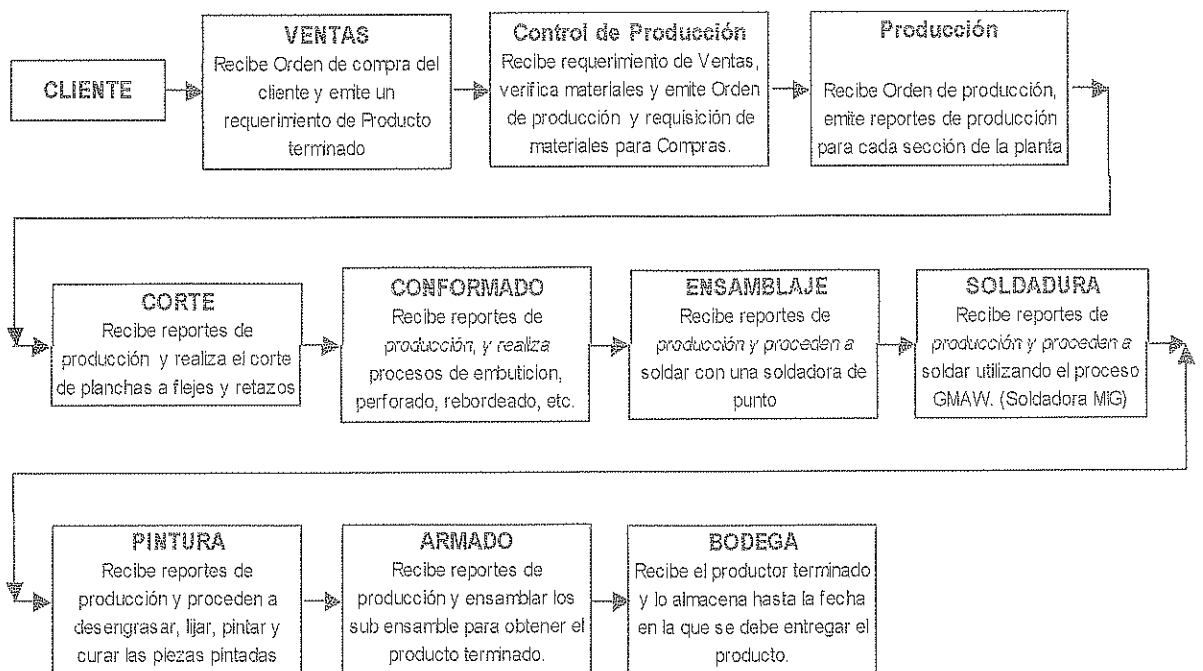 CLIENTE
VENTAS
Recibe Orden de compra del
cliente y emite un
requerimiento de Producto
terminado
Control de Producción
Recibe requerimiento de Ventas,
verifica materiales y emite Orden
de producción y requisición de
materiales para Compras.
Producción
Recibe Orden de producción,
emite reportes de producción
para cada sección de la planta
CORTE
Recibe reportes de
producción y realiza el corte
de planchas a flejes y retazos
CONFORMADO
Recibe reportes de
producción, y realiza
procesos de embuticion,
perforado, rebordeado, etc.
ENSAMBLAJE
Recibe reportes de
producción y proceden a
soldar con una soldadora de
punto
SOLDADURA
Recibe reportes de
producción y proceden a
soldar utilizando el proceso
GMAW. (Soldadora MIG)
PINTURA
Recibe reportes de
producción y proceden a
desengrasar, lijar, pintar y
curar las piezas pintadas
ARMADO
Recibe reportes de
producción y ensamblar los
sub ensamble para obtener el
producto terminado.
BODEGA
Recibe el productor terminado
y lo almacena hasta la fecha
en la que se debe entregar el
producto.